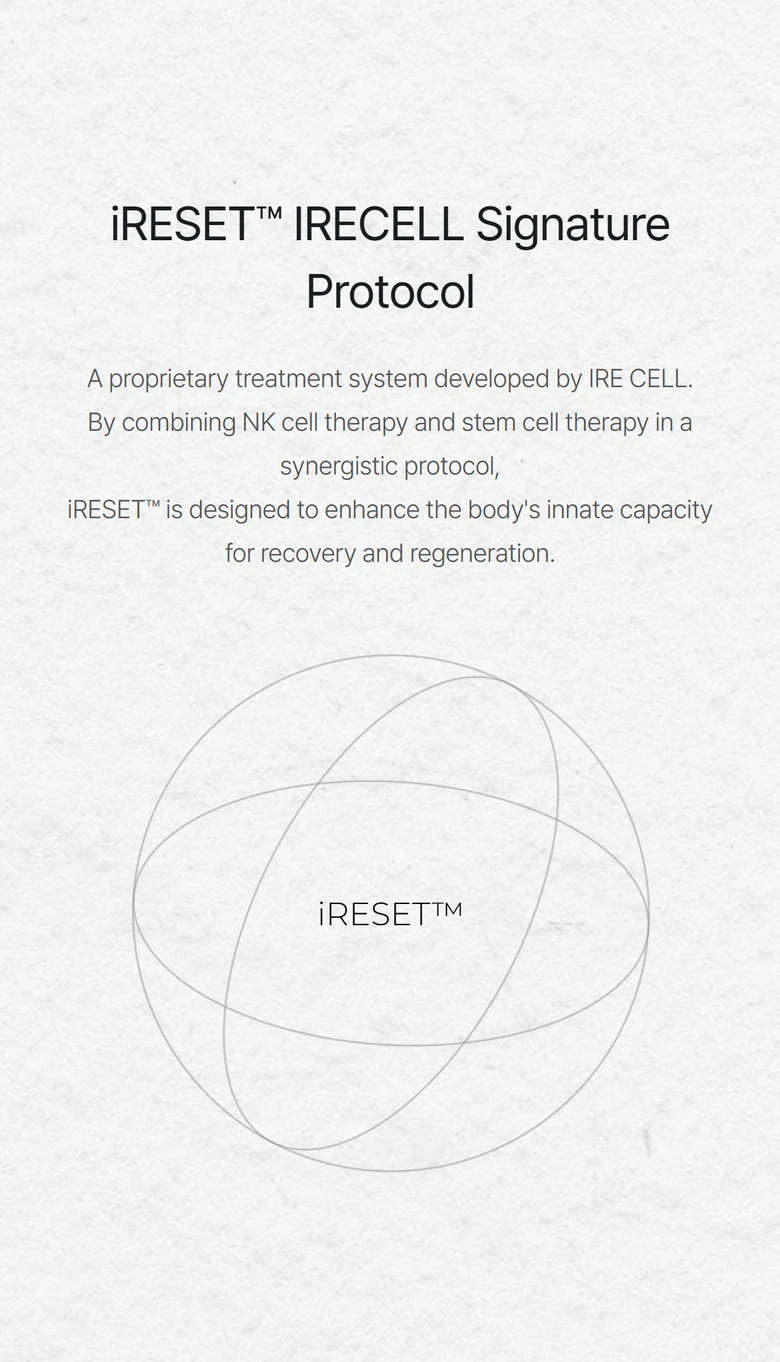 iRESET™ IRECELL Signature
Protocol
A proprietary treatment system developed by IRE CELL.
By combining NK cell therapy and stem cell therapy in a
synergistic protocol,
iRESET™ is designed to enhance the body's innate capacity
for recovery and regeneration.
iRESET™